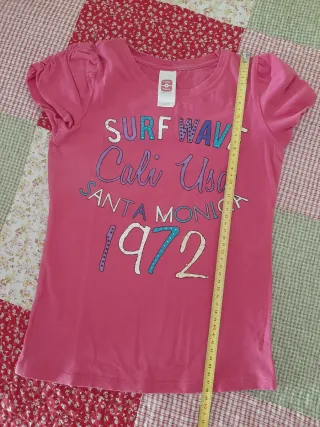 SURF WAVE
Cali Usa
SANTA MONICA
1972